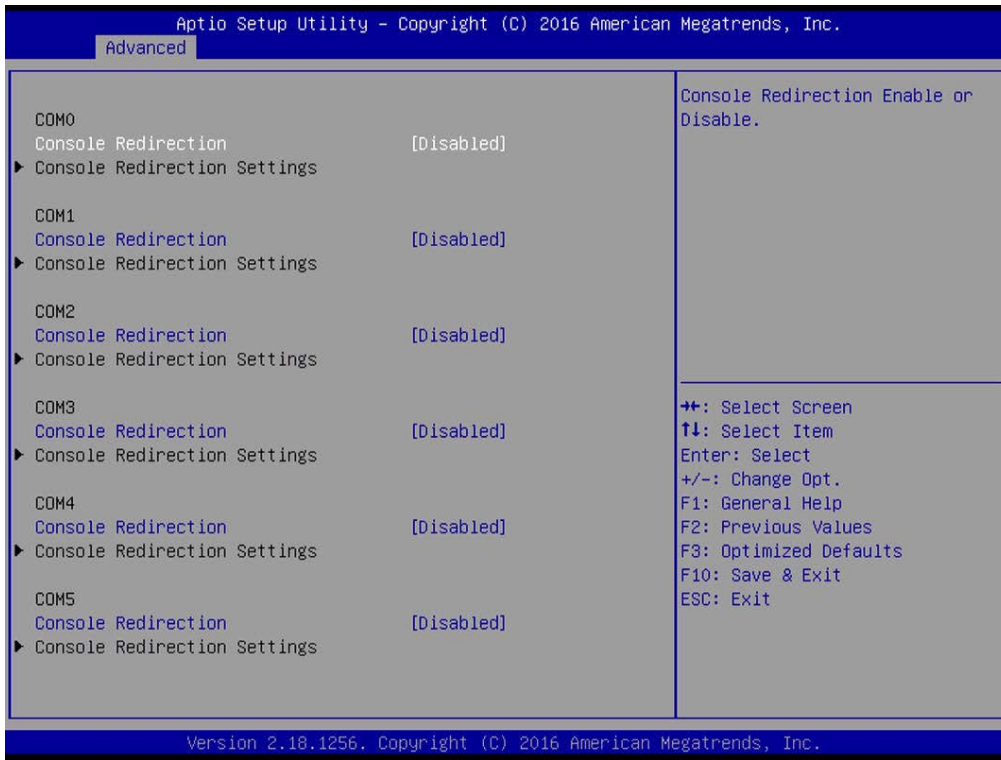 Aptio Setup Utility – Copyright (C) 2016 American Megatrends, Inc.
Advanced
COM0
Console Redirection [Disabled]
▶ Console Redirection Settings
COM1
Console Redirection [Disabled]
▶ Console Redirection Settings
COM2
Console Redirection [Disabled]
▶ Console Redirection Settings
COM3
Console Redirection [Disabled]
▶ Console Redirection Settings
COM4
Console Redirection [Disabled]
▶ Console Redirection Settings
COM5
Console Redirection [Disabled]
▶ Console Redirection Settings
Console Redirection Enable or
Disable.
→←: Select Screen
↑↓: Select Item
Enter: Select
+/-: Change Opt.
F1: General Help
F2: Previous Values
F3: Optimized Defaults
F10: Save & Exit
ESC: Exit
Version 2.18.1256. Copyright (C) 2016 American Megatrends, Inc.